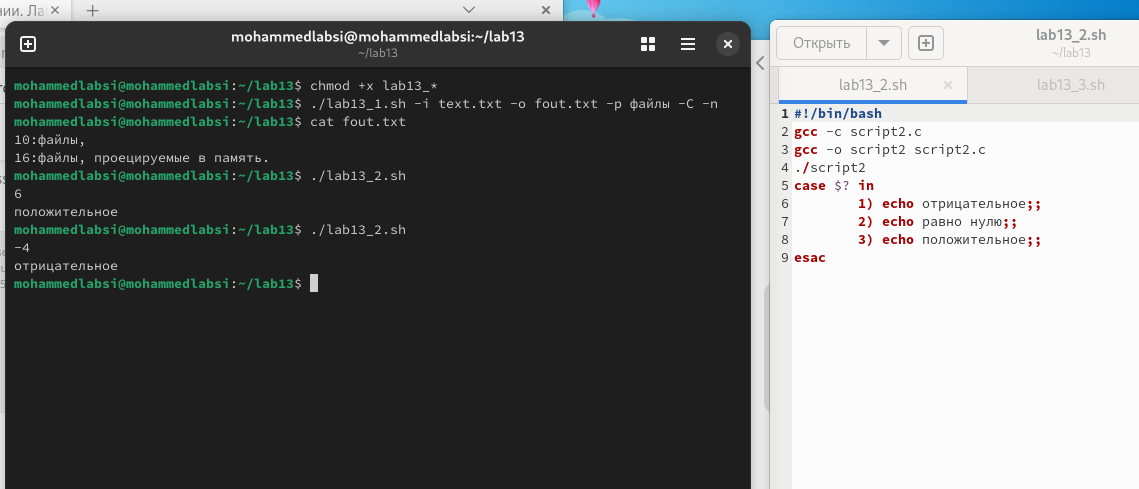 нии. Ла
mohammedlabsi@mohammedlabsi:~/lab13
~/lab13
mohammedlabsi@mohammedlabsi:~/lab13$ chmod +x lab13_*
mohammedlabsi@mohammedlabsi:~/lab13$ ./lab13_1.sh -i text.txt -o fout.txt -p файлы -C -n
mohammedlabsi@mohammedlabsi:~/lab13$ cat fout.txt
10:файлы,
16:файлы, проецируемые в память.
mohammedlabsi@mohammedlabsi:~/lab13$ ./lab13_2.sh
6
положительное
mohammedlabsi@mohammedlabsi:~/lab13$ ./lab13_2.sh
-4
отрицательное
mohammedlabsi@mohammedlabsi:~/lab13$
Открыть
lab13_2.sh
~/lab13
lab13_2.sh
lab13_3.sh
1 #!/bin/bash
2 gcc -c script2.c
3 gcc -o script2 script2.c
4 ./script2
5 case $? in
6 1) echo отрицательное;;
7 2) echo равно нулю;;
8 3) echo положительное;;
9 esac